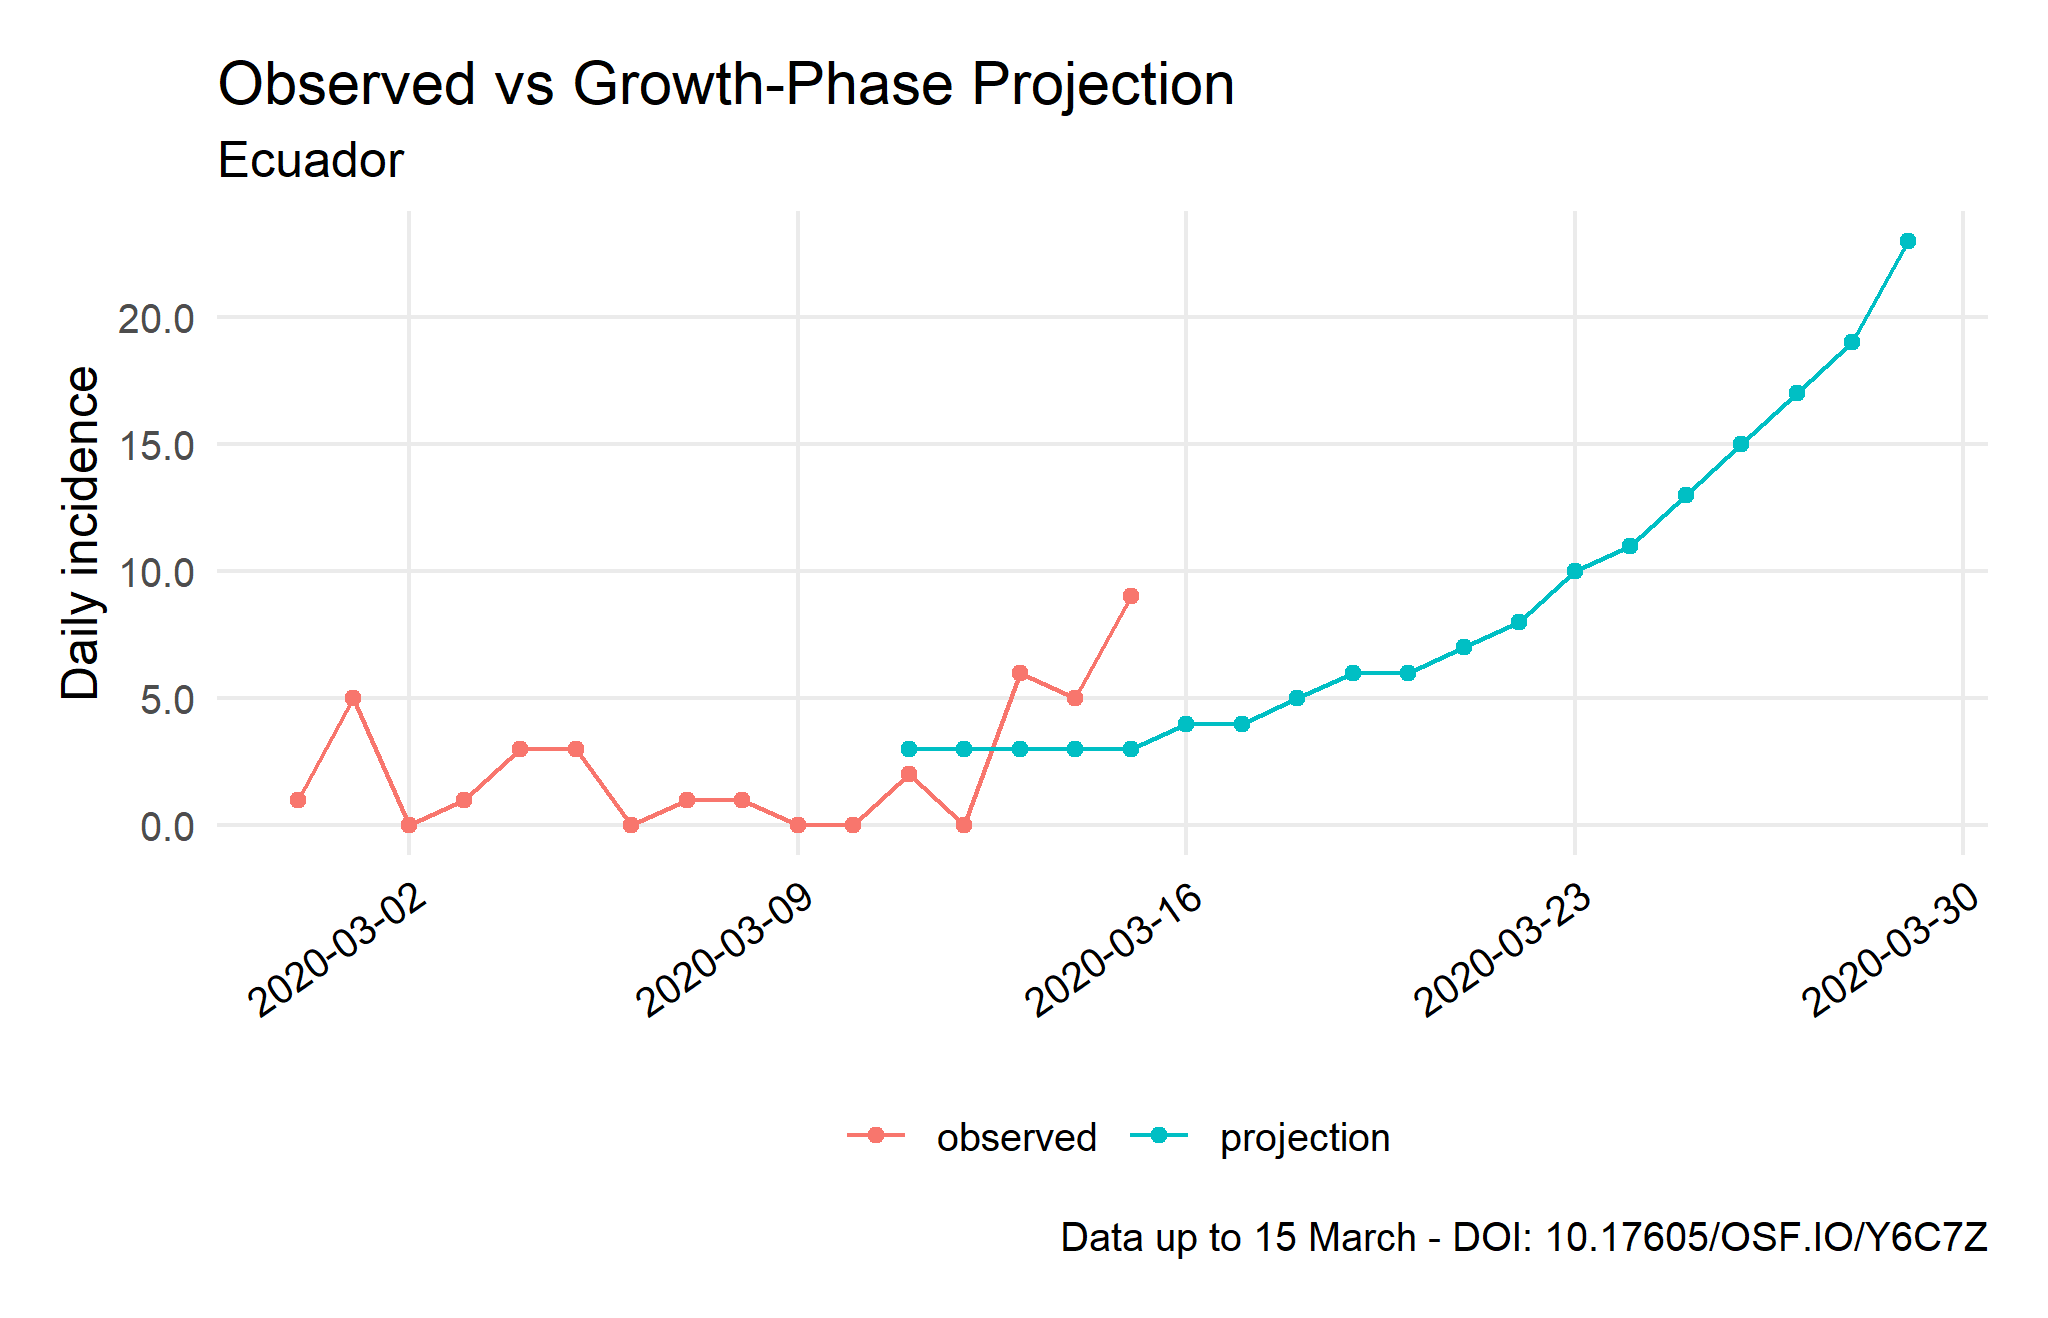 Observed vs Growth-Phase Projection
Ecuador
Daily incidence
20.0
15.0
10.0
5.0
0.0
2020-03-02
2020-03-09
2020-03-16
2020-03-23
2020-03-30
observed
projection
Data up to 15 March - DOI: 10.17605/OSF.IO/Y6C7Z